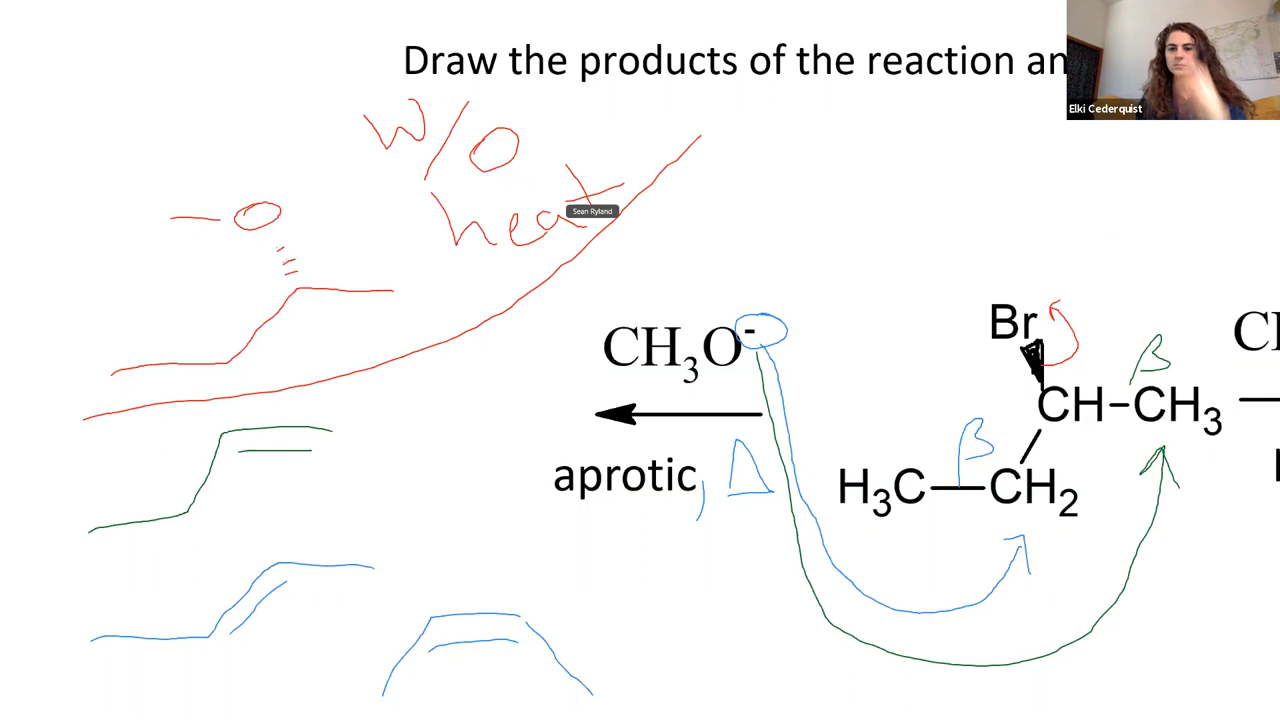 Draw the products of the reaction an
Elki Cederquist
W/O
heat
Sean Ryland
O
CH₃O⁻
Br
β
CH
CH-CH₃
aprotic, Δ
β
H₃C—CH₂